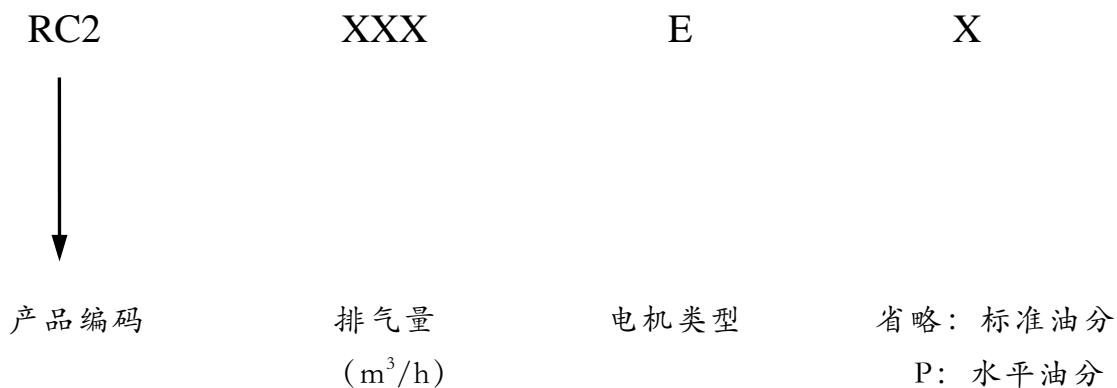 RC2 XXX E X
产品编码 排气量 电机类型 省略：标准油分
(m³/h) P：水平油分